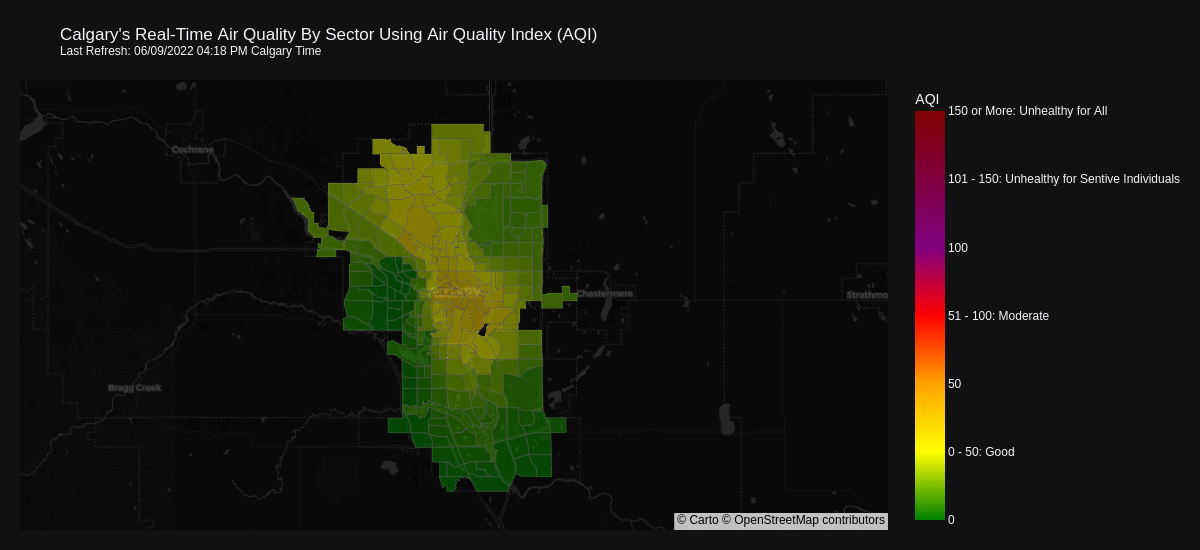 Calgary's Real-Time Air Quality By Sector Using Air Quality Index (AQI)
Last Refresh: 06/09/2022 04:18 PM Calgary Time
AQI
150 or More: Unhealthy for All
Cochrane
101 - 150: Unhealthy for Sentive Individuals
100
Chestermere
Strathmo
51 - 100: Moderate
50
Bragg Creek
0 - 50: Good
0
© Carto © OpenStreetMap contributors